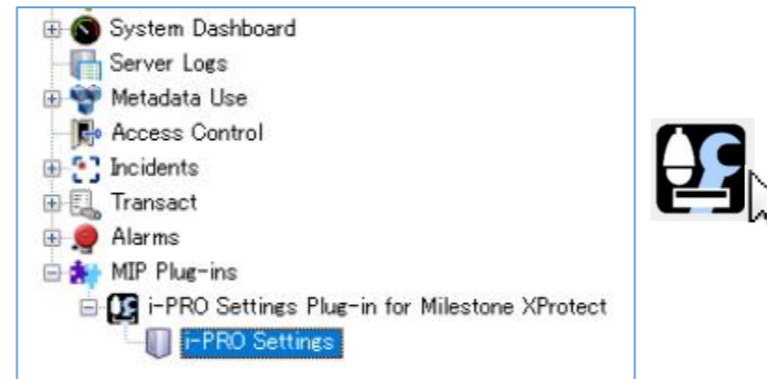 System Dashboard
Server Logs
Metadata Use
Access Control
Incidents
Transact
Alarms
MIP Plug-ins
i-PRO Settings Plug-in for Milestone XProtect
i-PRO Settings